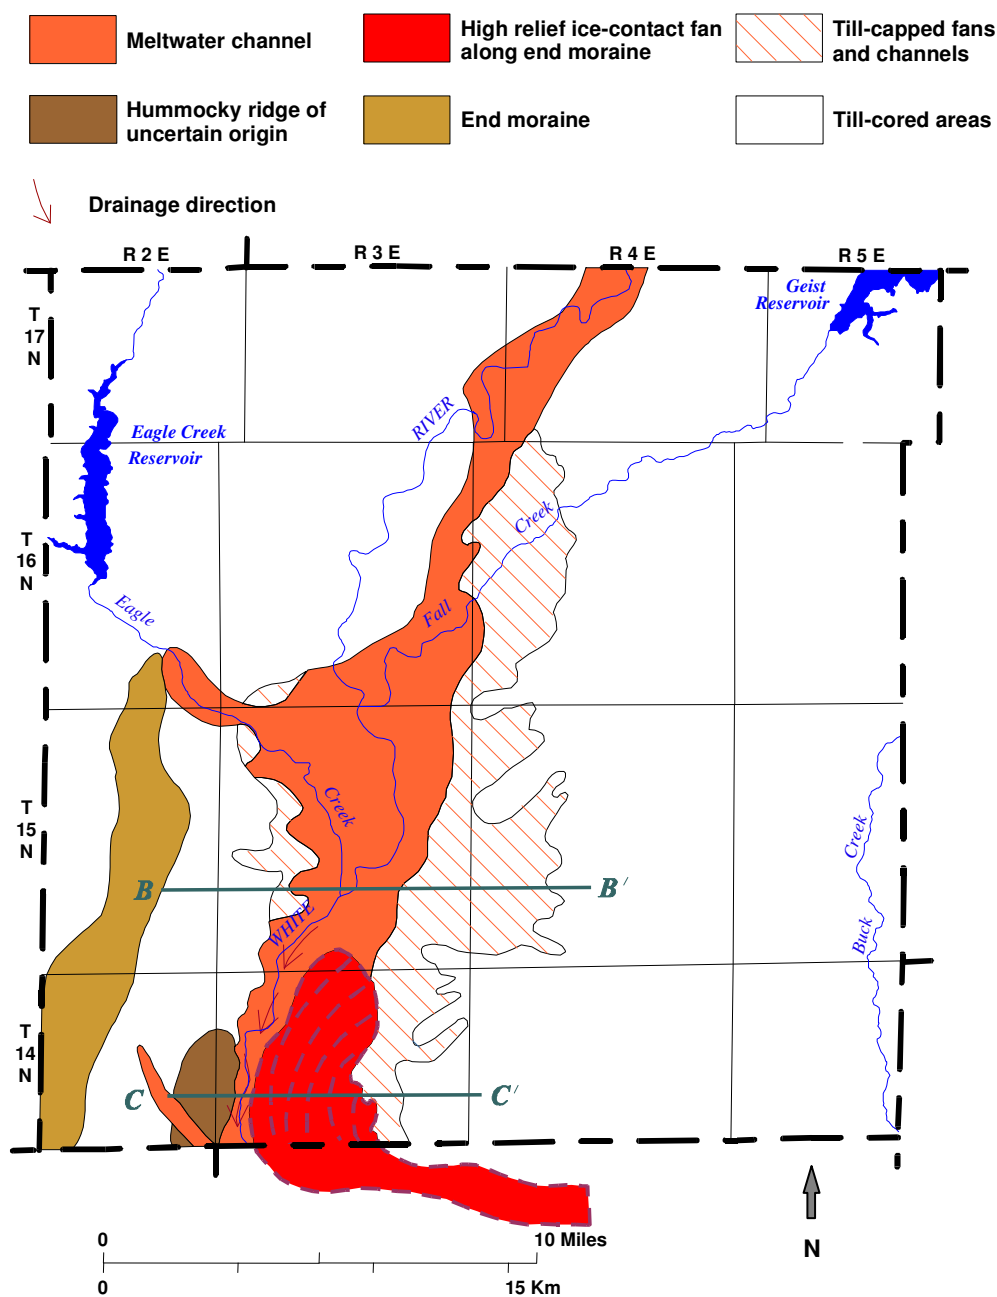 Meltwater channel
High relief ice-contact fan
along end moraine
Till-capped fans
and channels
Hummocky ridge of
uncertain origin
End moraine
Till-cored areas
Drainage direction
R 2 E
R 3 E
R 4 E
R 5 E
T
17
N
Geist
Reservoir
RIVER
Eagle Creek
Reservoir
Creek
T
16
N
Eagle
Fall
T
15
N
Creek
Creek
B
B′
WHITE
Buck
T
14
N
C
C′
0
10 Miles
N
0
15 Km